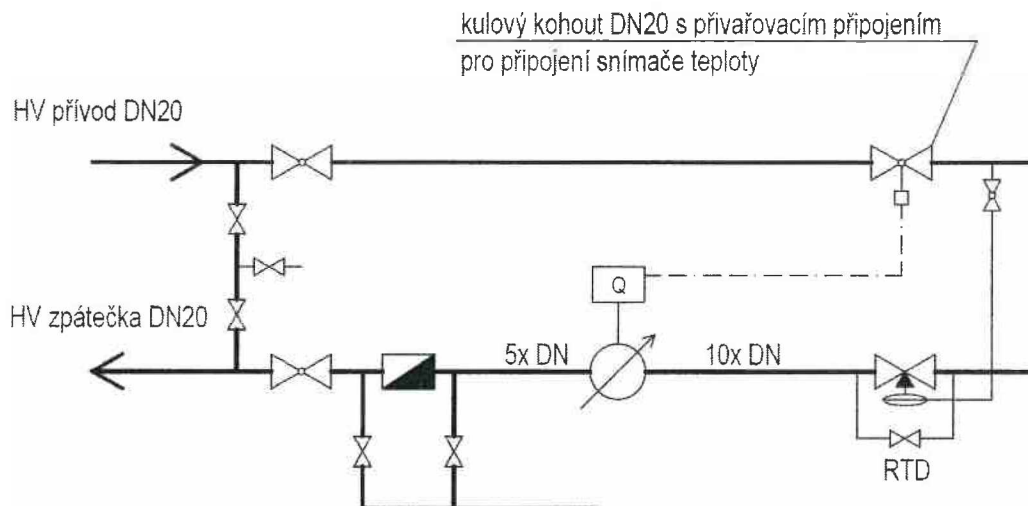 kulový kohout DN20 s přivařovacím připojením
pro připojení snímače teploty
HV přívod DN20
Q
HV zpátečka DN20
5x DN
10x DN
RTD